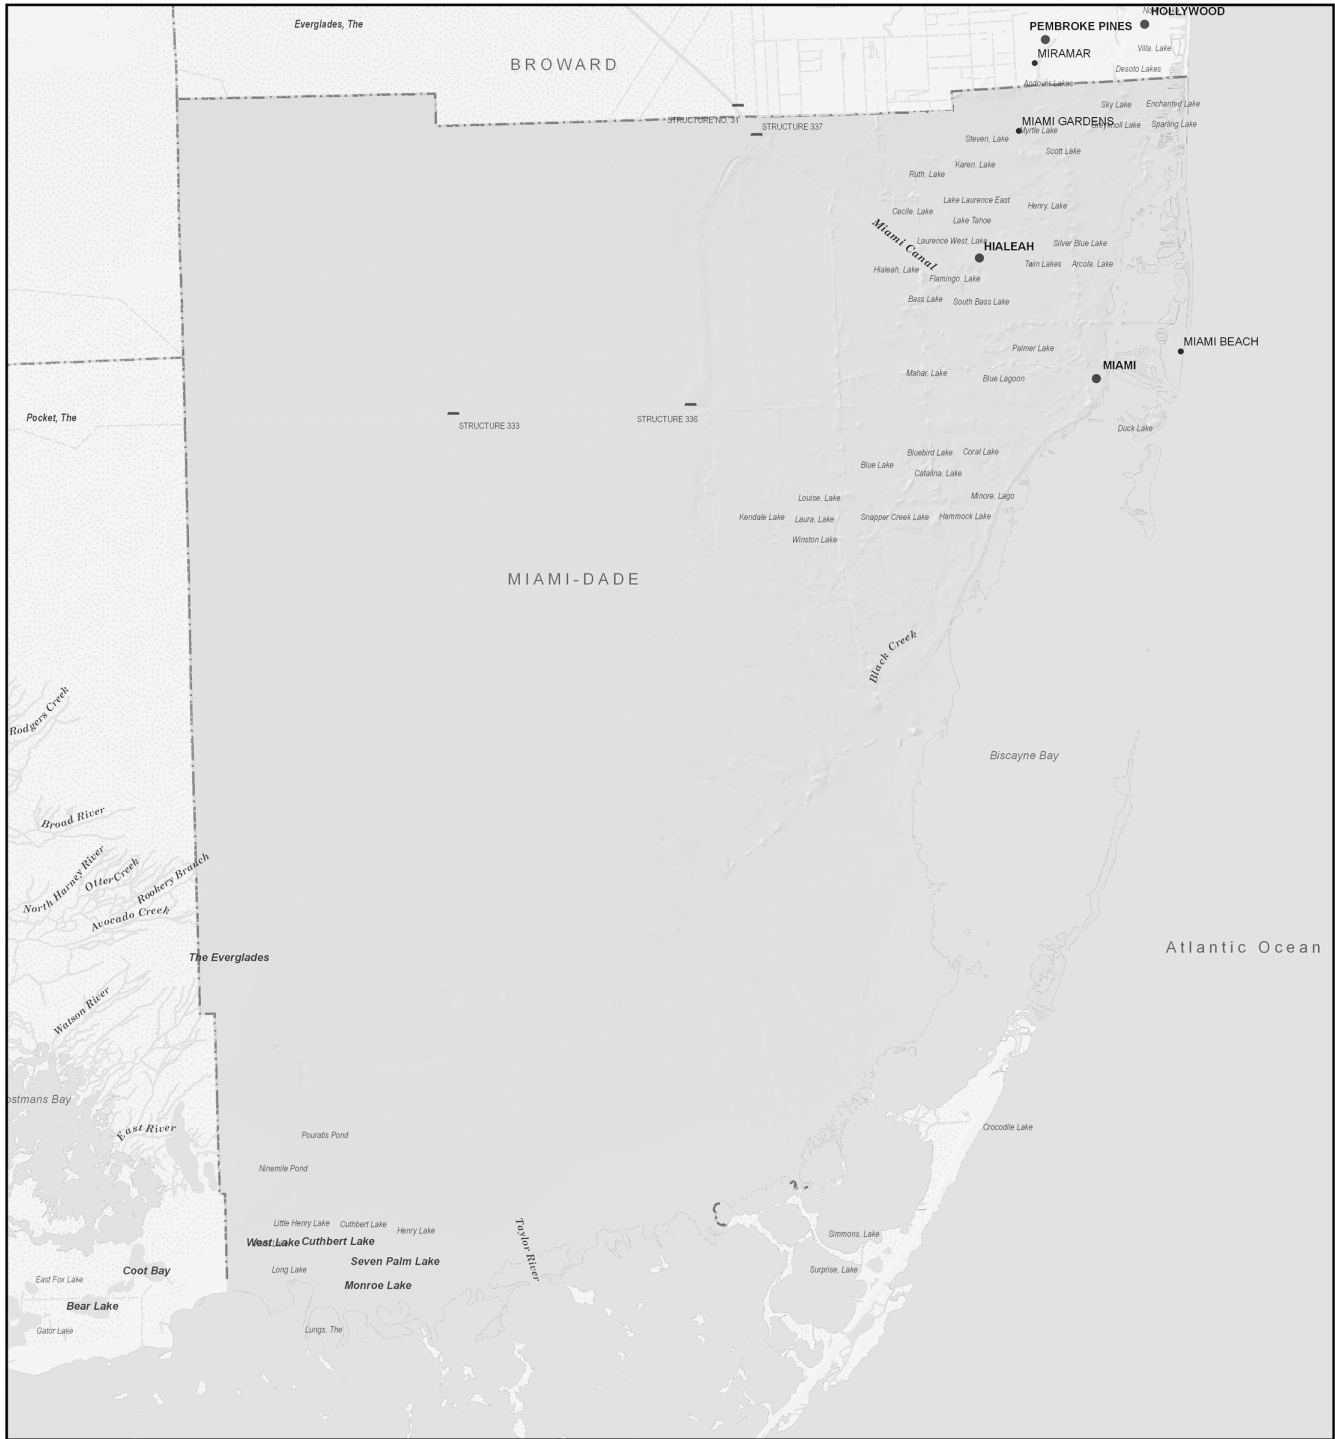 HOLLYWOOD
Everglades, The
PEMBROKE PINES
Villa, Lake
MIRAMAR
BROWARD
Desoto Lakes
Andover Lakes
Sky Lake
Enchanted Lake
STRUCTURE NO. 31
STRUCTURE 337
MIAMI GARDENS
Greynoll Lake
Sparling Lake
Myrtle Lake
Steven, Lake
Scott Lake
Karen, Lake
Ruth, Lake
Lake Laurence East
Henry, Lake
Cecile, Lake
Lake Tahoe
Miami Canal
Laurence West, Lake
HIALEAH
Silver Blue Lake
Hialeah, Lake
Twin Lakes
Arcola, Lake
Flamingo, Lake
Bass Lake
South Bass Lake
MIAMI BEACH
Palmer Lake
MIAMI
Mahar, Lake
Blue Lagoon
Pocket, The
STRUCTURE 336
STRUCTURE 333
Duck Lake
Bluebird Lake
Coral Lake
Blue Lake
Catalina, Lake
Louise, Lake
Minore, Lago
Kendale Lake
Laura, Lake
Snapper Creek Lake
Hammock Lake
Winston Lake
MIAMI-DADE
Black Creek
Rodgers Creek
Biscayne Bay
Broad River
North Harney River
Otter Creek
Rookery Branch
Avocado Creek
Atlantic Ocean
The Everglades
Watson River
ostmans Bay
East River
Pouratis Pond
Crocodile Lake
Ninemile Pond
Little Henry Lake
Cuthbert Lake
Henry Lake
Taylor River
Simmons, Lake
West Lake
Cuthbert Lake
Seven Palm Lake
Coot Bay
Long Lake
Surprise, Lake
East Fox Lake
Monroe Lake
Bear Lake
Gator Lake
Lungs, The